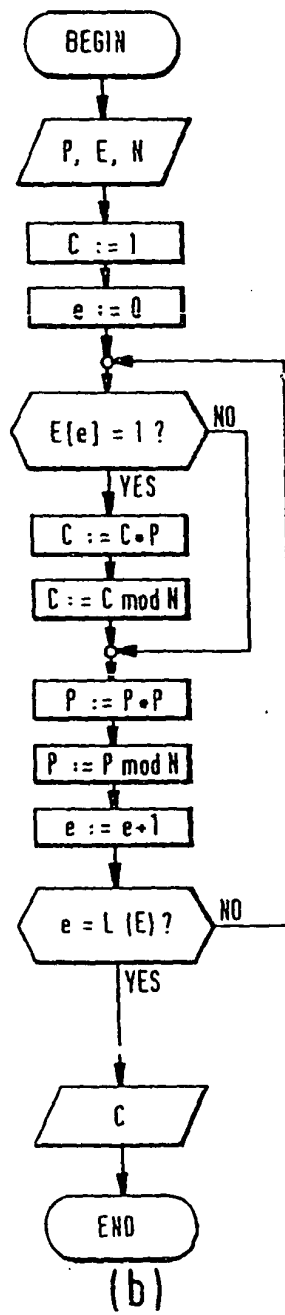 BEGIN
P, E, N
C := 1
e := 0
E(e) = 1 ?
NO
YES
C := C•P
C := C mod N
P := P•P
P := P mod N
e := e+1
e = L (E) ?
NO
YES
C
END
(b)